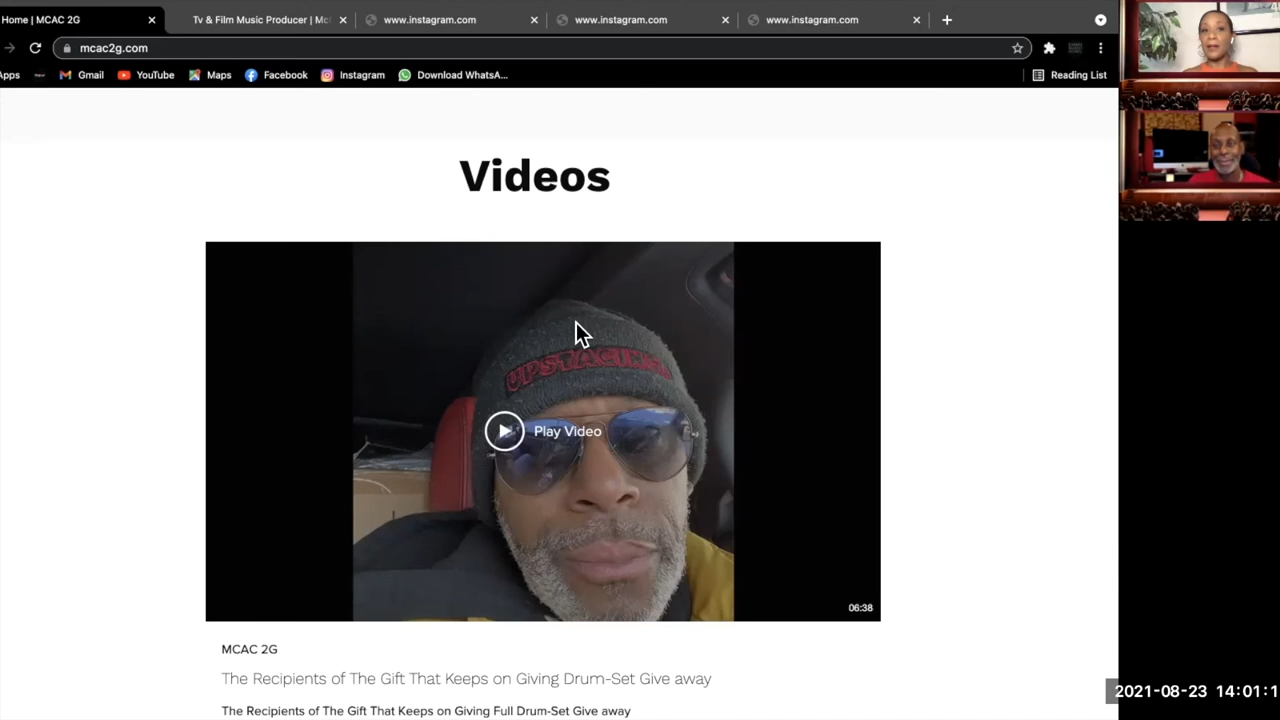 Home | MCAC 2G
Tv & Film Music Producer | Mc
www.instagram.com
www.instagram.com
www.instagram.com
mcac2g.com
Apps
Gmail
YouTube
Maps
Facebook
Instagram
Download WhatsA...
Reading List
Videos
UPSTAGING
Play Video
06:38
MCAC 2G
The Recipients of The Gift That Keeps on Giving Drum-Set Give away
The Recipients of The Gift That Keeps on Giving Full Drum-Set Give away
2021-08-23 14:01:1